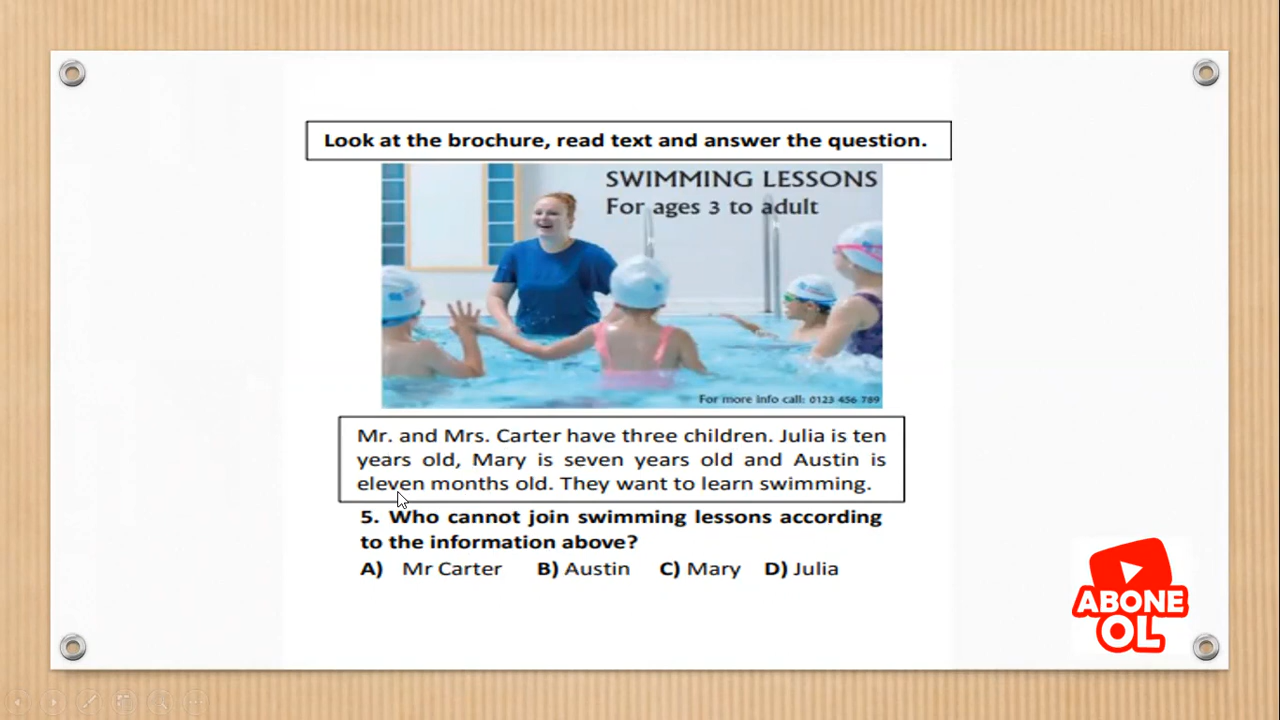 Look at the brochure, read text and answer the question.
SWIMMING LESSONS
For ages 3 to adult
For more info call: 0123 456 789
Mr. and Mrs. Carter have three children. Julia is ten
years old, Mary is seven years old and Austin is
eleven months old. They want to learn swimming.
5. Who cannot join swimming lessons according
to the information above?
A) Mr Carter B) Austin C) Mary D) Julia
ABONE
OL